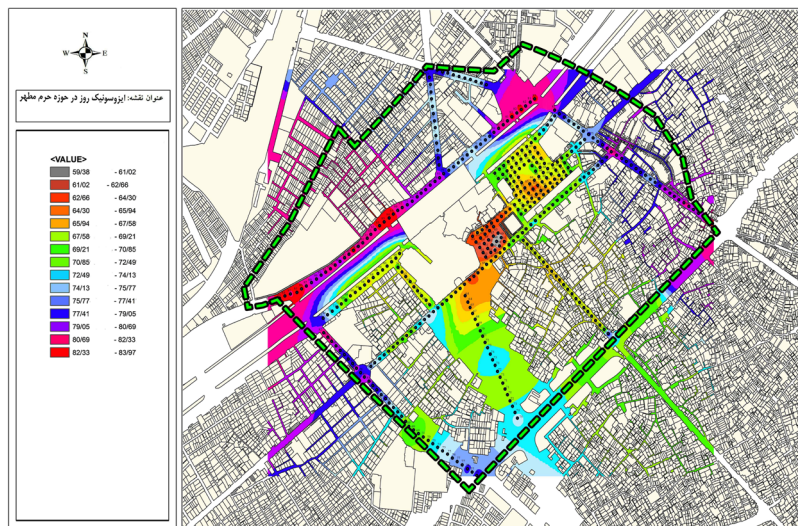 N
W E
S
عنوان نقشه: ایزوسونیک روز در حوزه حرم مطهر
<VALUE>
59/38 - 61/02
61/02 - 62/66
62/66 - 64/30
64/30 - 65/94
65/94 - 67/58
67/58 - 69/21
69/21 - 70/85
70/85 - 72/49
72/49 - 74/13
74/13 - 75/77
75/77 - 77/41
77/41 - 79/05
79/05 - 80/69
80/69 - 82/33
82/33 - 83/97